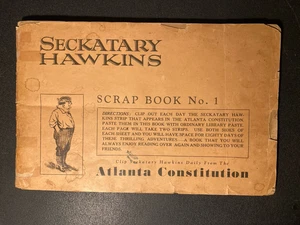 SECKATARY
HAWKINS
SCRAP BOOK No. 1
DIRECTIONS: CLIP OUT EACH DAY THE SECKATARY HAW-
KINS STRIP THAT APPEARS IN THE ATLANTA CONSTITUTION.
PASTE THEM IN THIS BOOK WITH ORDINARY LIBRARY PASTE.
EACH PAGE WILL TAKE TWO STRIPS. USE BOTH SIDES
OF EACH SHEET AND YOU WILL HAVE SPACE FOR EIGHTY DAYS OF
THESE THRILLING ADVENTURES. A BOOK THAT YOU WILL
ALWAYS ENJOY READING OVER AGAIN AND SHOWING TO YOUR
FRIENDS.
Clip Seckatary Hawkins Daily From The
Atlanta Constitution